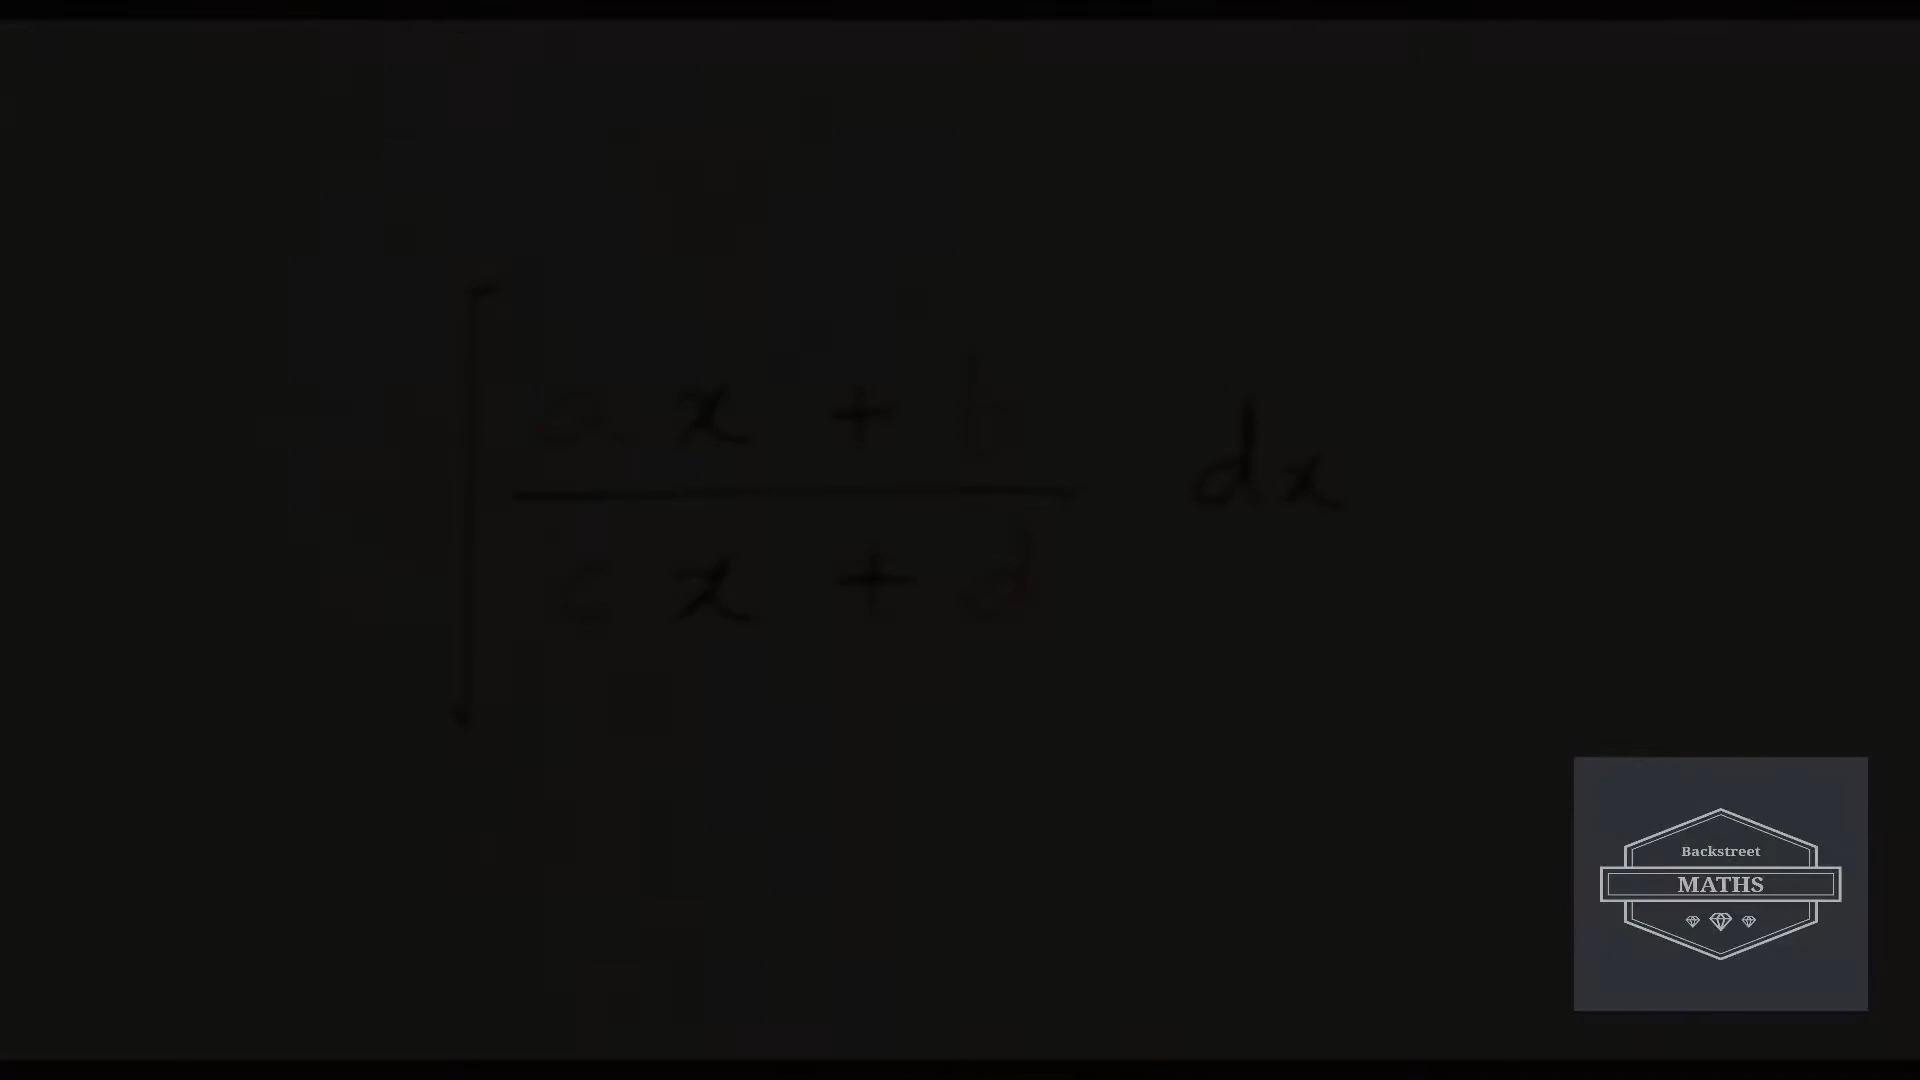 ∫ ax + b dx
cx + d
Backstreet
MATHS